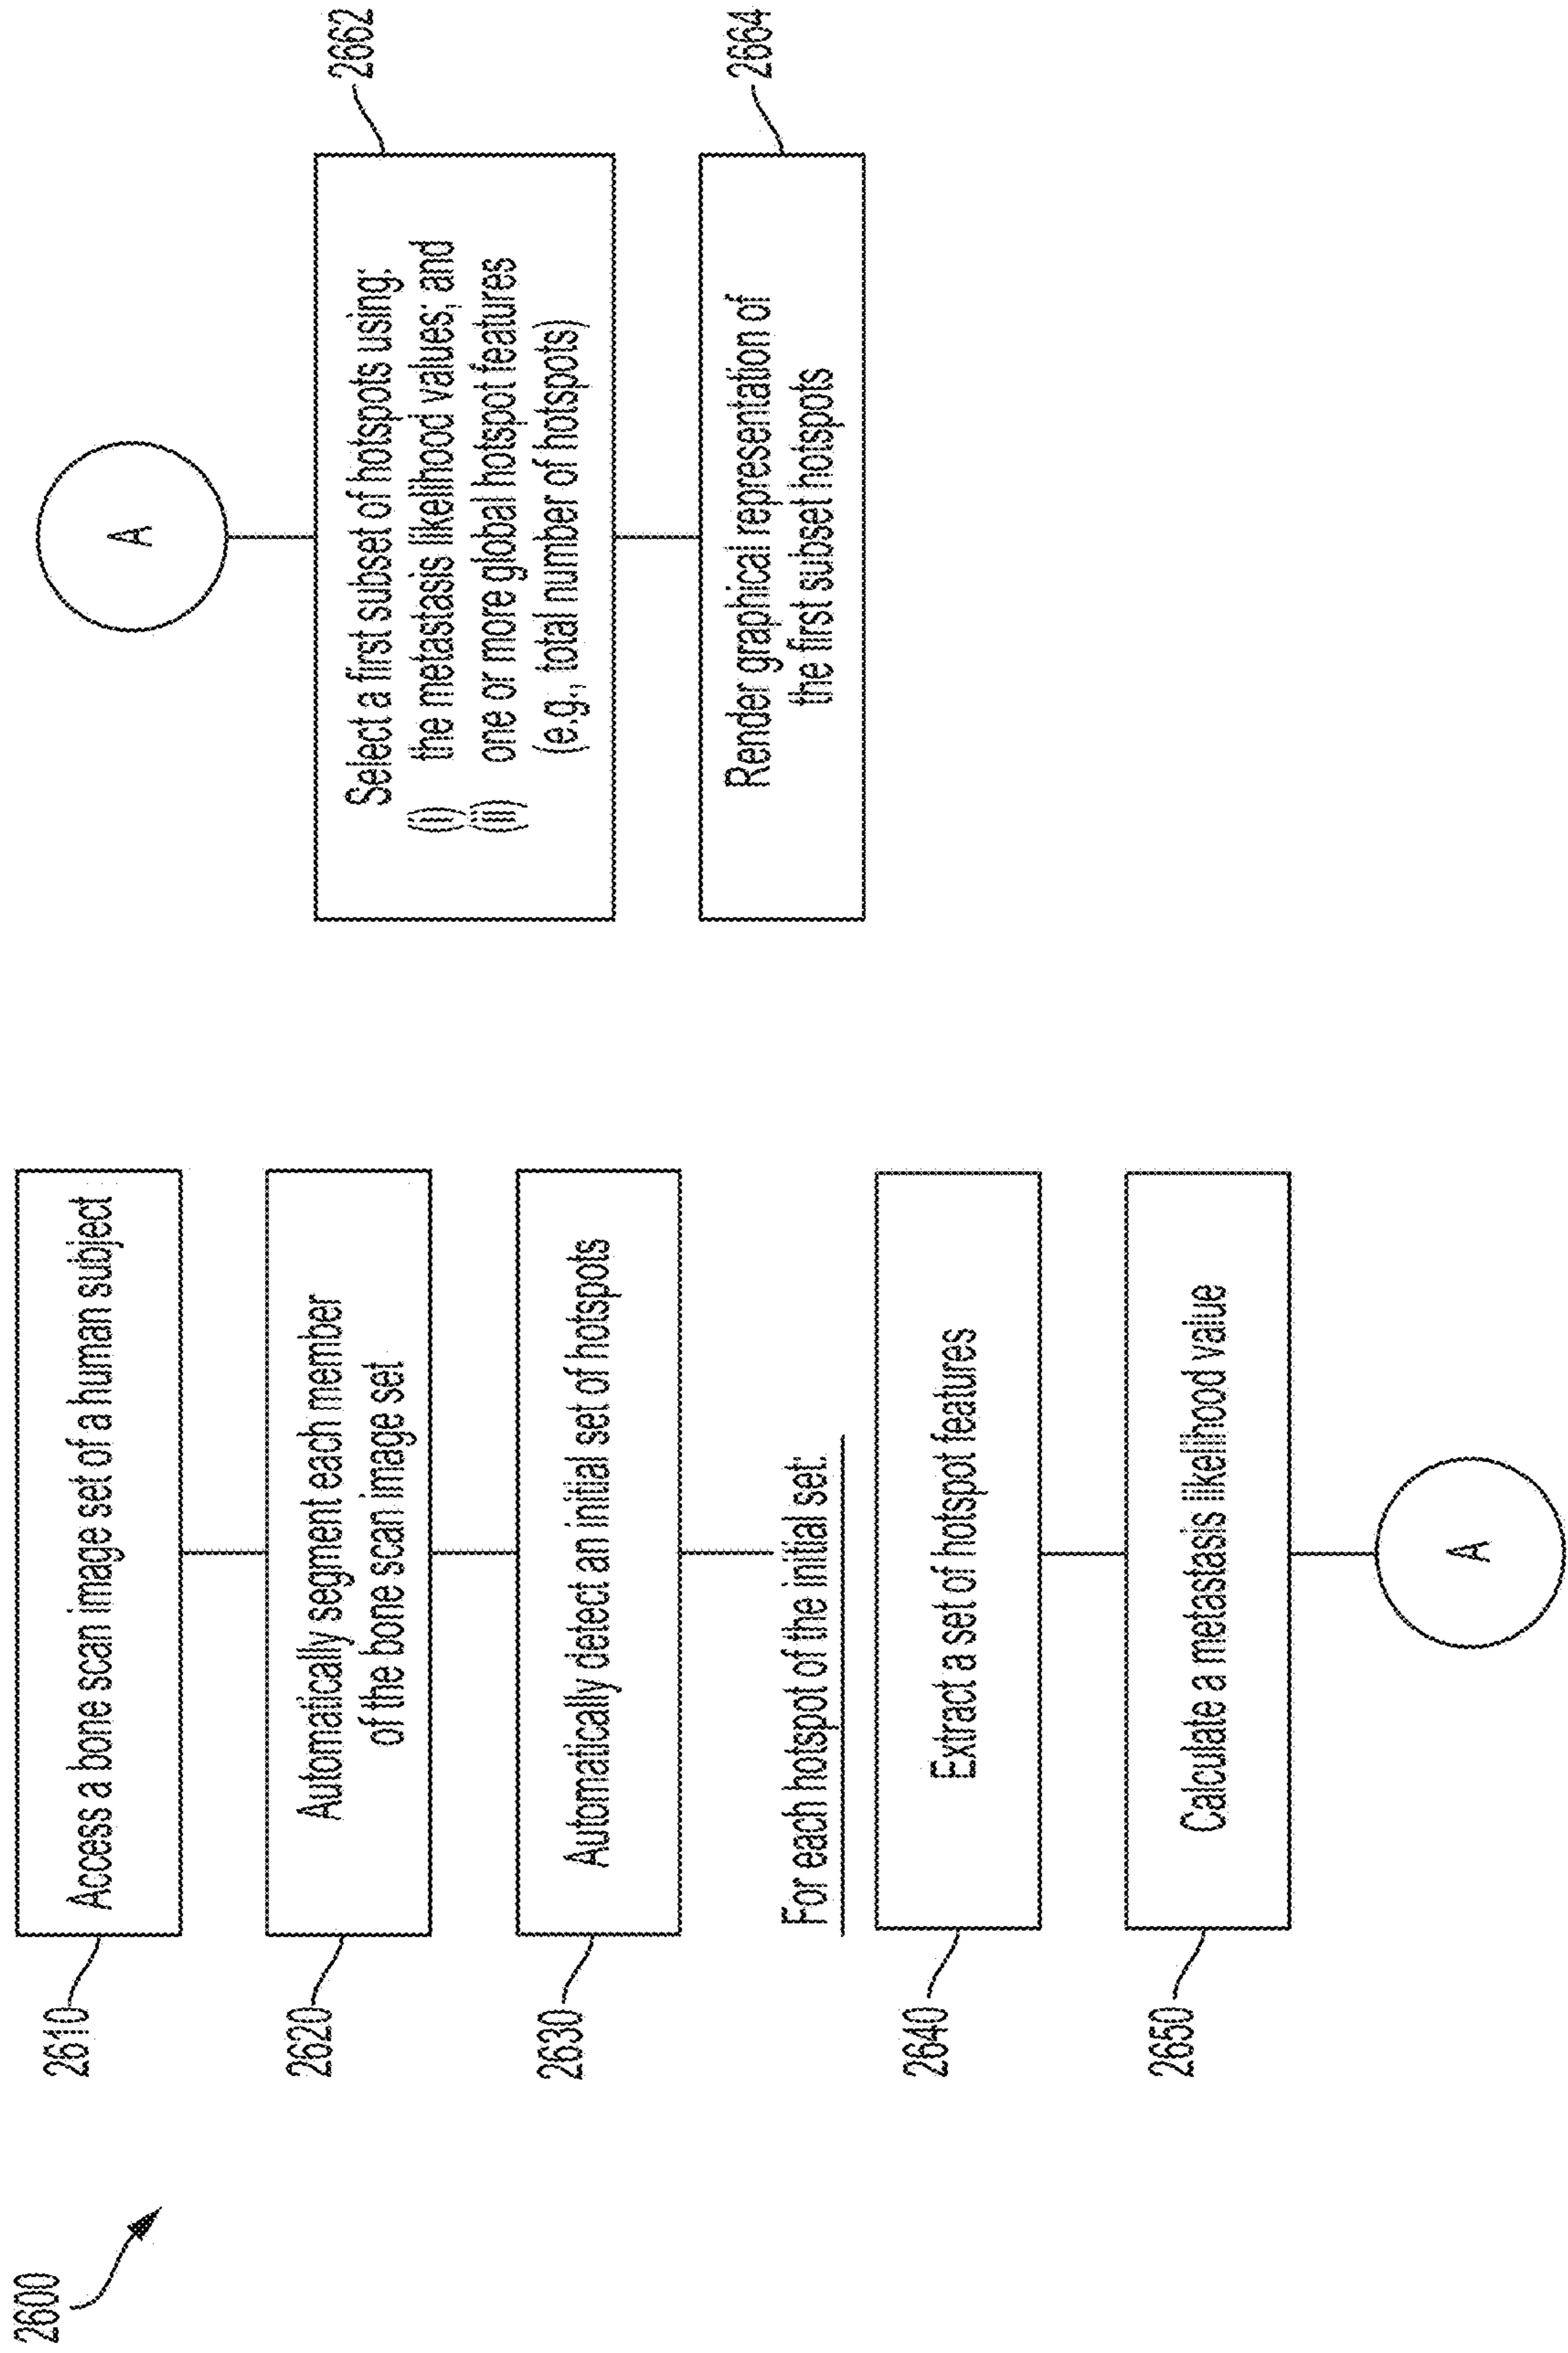 2600
2610
Access a bone scan image set of a human subject
2620
Automatically segment each member
of the bone scan image set
2630
Automatically detect an initial set of hotspots
For each hotspot of the initial set:
2640
Extract a set of hotspot features
2650
Calculate a metastasis likelihood value
A
A
Select a first subset of hotspots using:
(i) the metastasis likelihood values; and
(ii) one or more global hotspot features
(e.g., total number of hotspots)
2662
Render graphical representation of
the first subset hotspots
2664